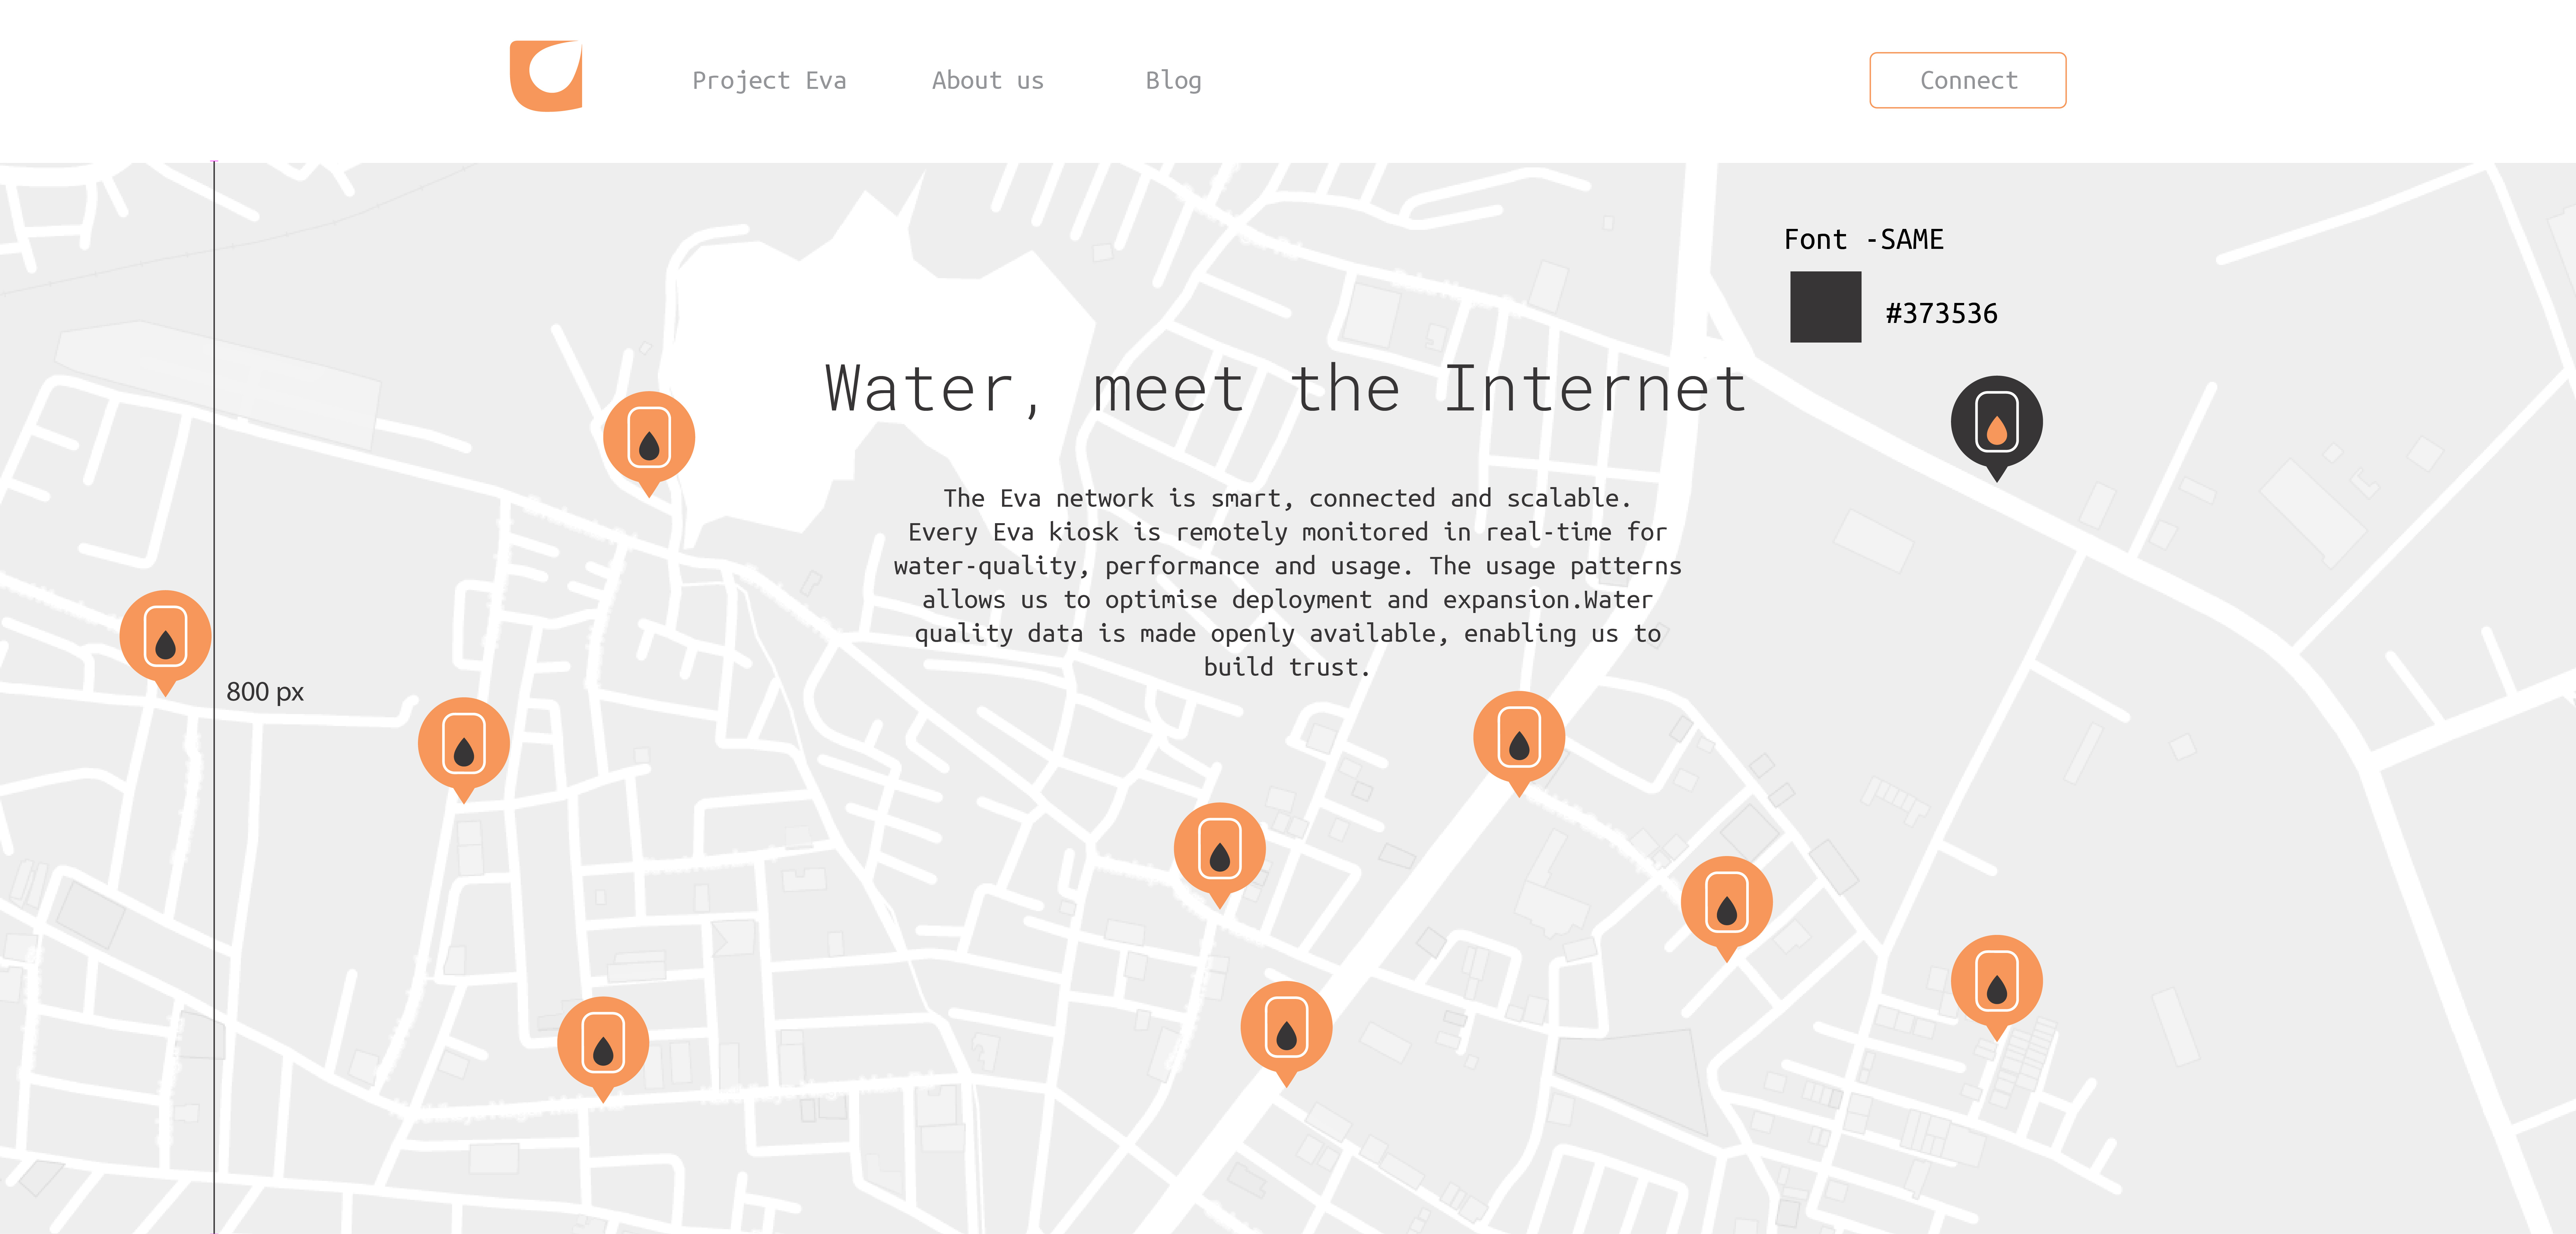 Project Eva
About us
Blog
Connect
Font -SAME
#373536
Water, meet the Internet
The Eva network is smart, connected and scalable.
Every Eva kiosk is remotely monitored in real-time for
water-quality, performance and usage. The usage patterns
allows us to optimise deployment and expansion.Water
quality data is made openly available, enabling us to
build trust.
800 px